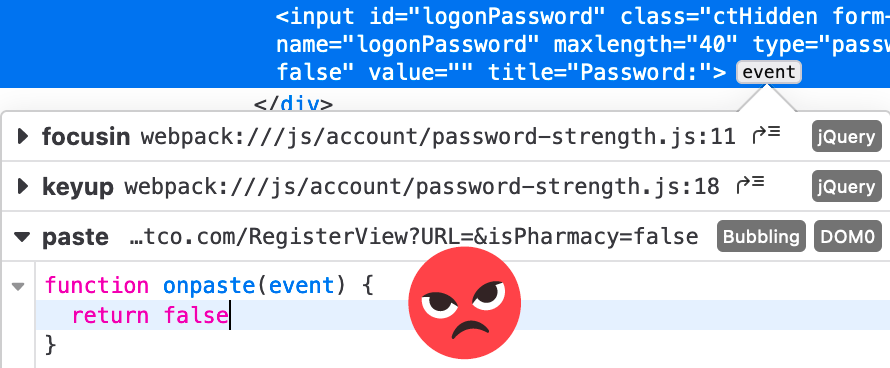 <input id="logonPassword" class="ctHidden form-
name="logonPassword" maxlength="40" type="passw
false" value="" title="Password:"> event
</div>
focusin webpack:///js/account/password-strength.js:11 jQuery
keyup webpack:///js/account/password-strength.js:18 jQuery
paste …tco.com/RegisterView?URL=&isPharmacy=false Bubbling DOM0
function onpaste(event) {
return false
}